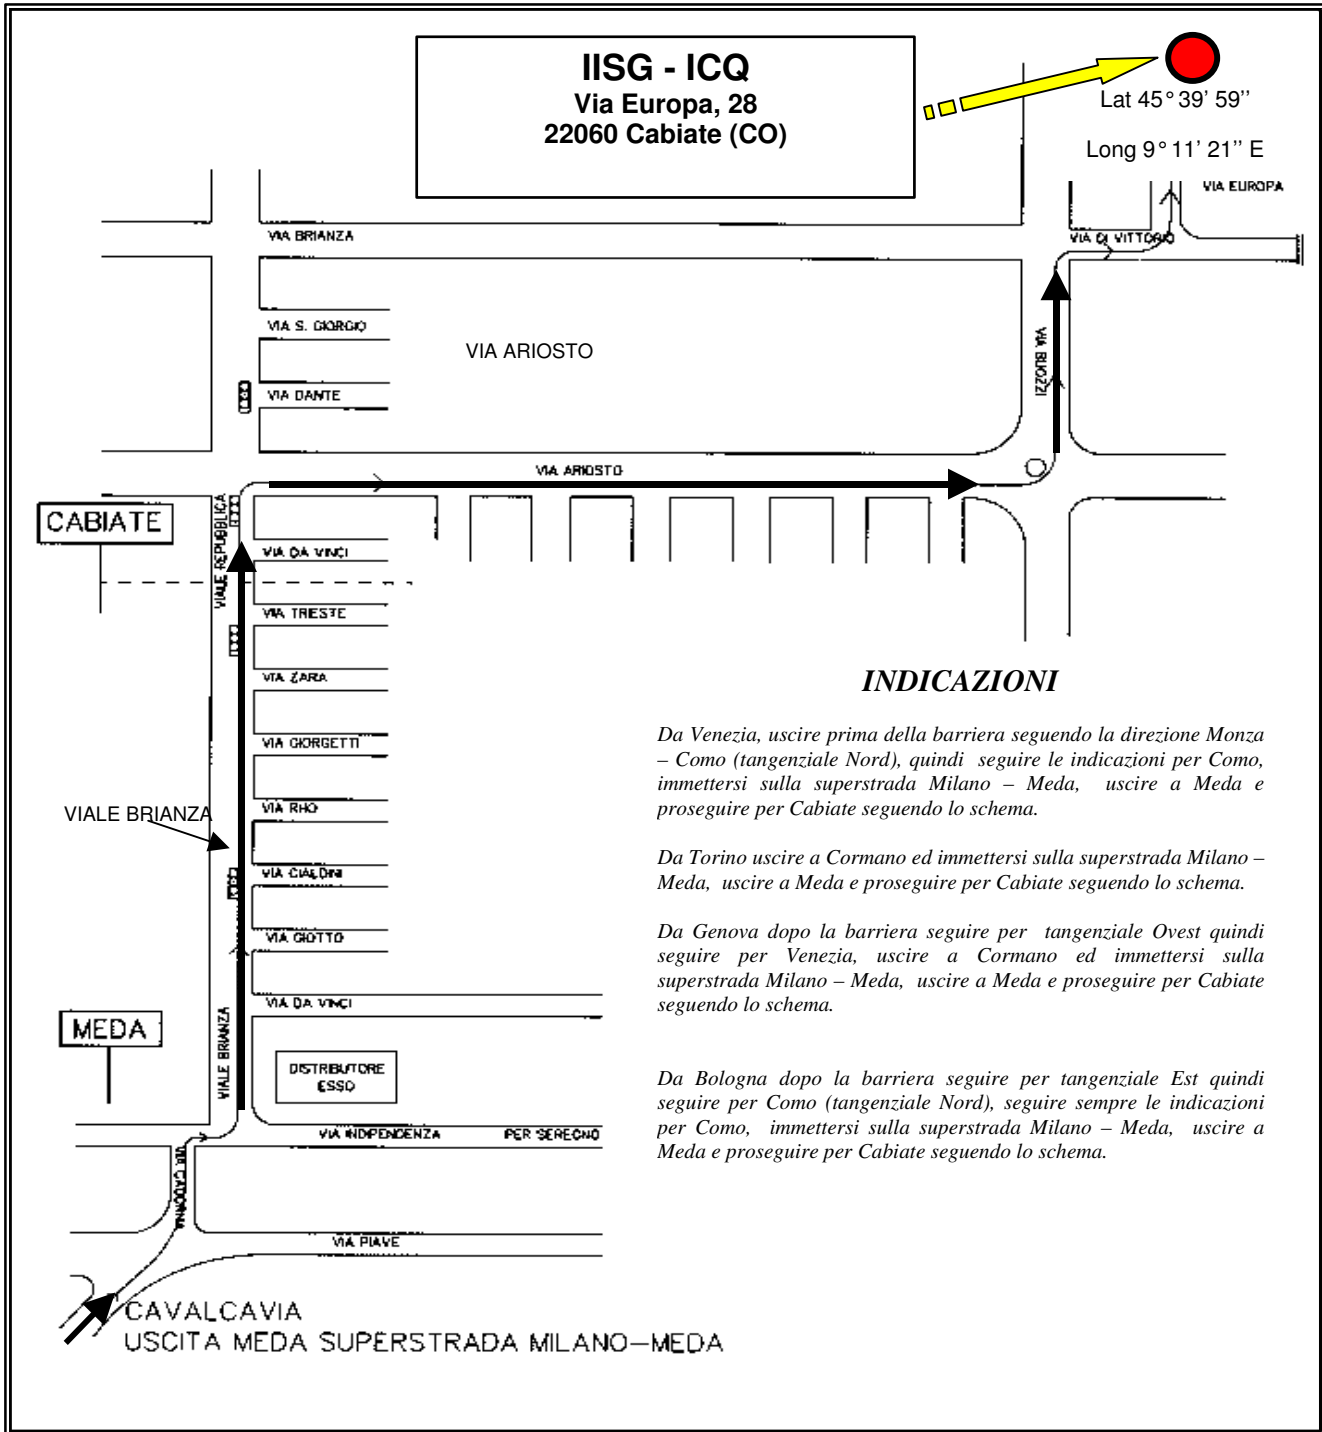 IISG - ICQ
Via Europa, 28
22060 Cabiate (CO)
Lat 45° 39' 59''
Long 9° 11' 21'' E
VIA EUROPA
VIA BRIANZA
VIA DI VITTORIO
VIA S. GIORGIO
VIA ARIOSTO
VIA BUOZZI
VIA DANTE
VIA ARIOSTO
CABIATE
VIALE REPUBBLICA
VIA DA VINCI
VIA TRIESTE
VIA ZARA
VIA GIORGETTI
VIALE BRIANZA
VIA RHO
VIA CIALDINI
VIA GIOTTO
VIA DA VINCI
MEDA
VIALE BRIANZA
DISTRIBUTORE
ESSO
VIA INDIPENDENZA
PER SEREGNO
VIA CADORNA
VIA PIAVE
CAVALCAVIA
USCITA MEDA SUPERSTRADA MILANO-MEDA
INDICAZIONI
Da Venezia, uscire prima della barriera seguendo la direzione Monza
– Como (tangenziale Nord), quindi seguire le indicazioni per Como,
immettersi sulla superstrada Milano – Meda, uscire a Meda e
proseguire per Cabiate seguendo lo schema.
Da Torino uscire a Cormano ed immettersi sulla superstrada Milano –
Meda, uscire a Meda e proseguire per Cabiate seguendo lo schema.
Da Genova dopo la barriera seguire per tangenziale Ovest quindi
seguire per Venezia, uscire a Cormano ed immettersi sulla
superstrada Milano – Meda, uscire a Meda e proseguire per Cabiate
seguendo lo schema.
Da Bologna dopo la barriera seguire per tangenziale Est quindi
seguire per Como (tangenziale Nord), seguire sempre le indicazioni
per Como, immettersi sulla superstrada Milano – Meda, uscire a
Meda e proseguire per Cabiate seguendo lo schema.